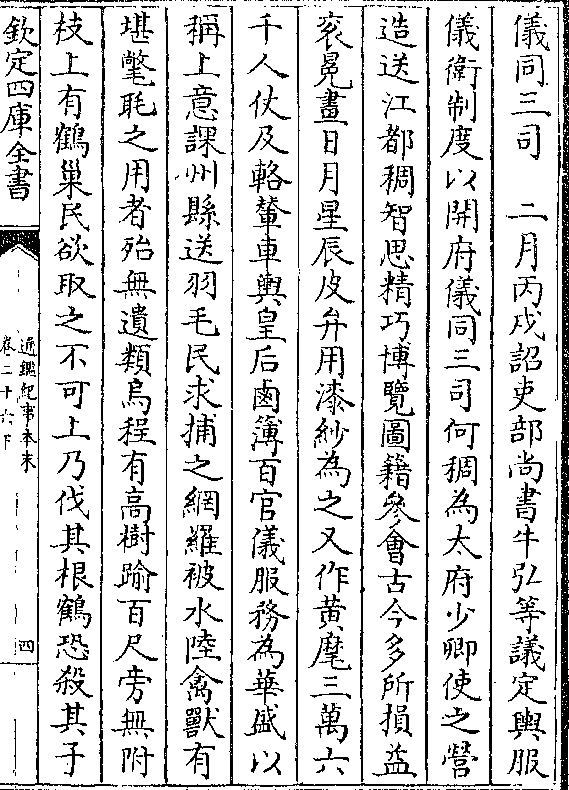 儀同三司　二月丙戌詔吏部尚書牛弘等議定輿服
儀衛制度以開府儀同三司何稠為太府少卿使之營
造送江都稠智思精巧博覽圖籍參會古今多所損益
衮冕畫日月星辰皮弁用漆紗為之又作黄麾三萬六
千人仗及輅輦車輿皇后鹵簿百官儀服務為華盛以
稱上意課州縣送羽毛民求捕之網羅被水陸禽獸有
堪氅毦之用者殆無遺類烏程有高樹踰百尺旁無附
枝上有鶴巢民欲取之不可上乃伐其根鶴恐殺其子
欽定四庫全書
通鑑紀事本末
卷二十六下
四